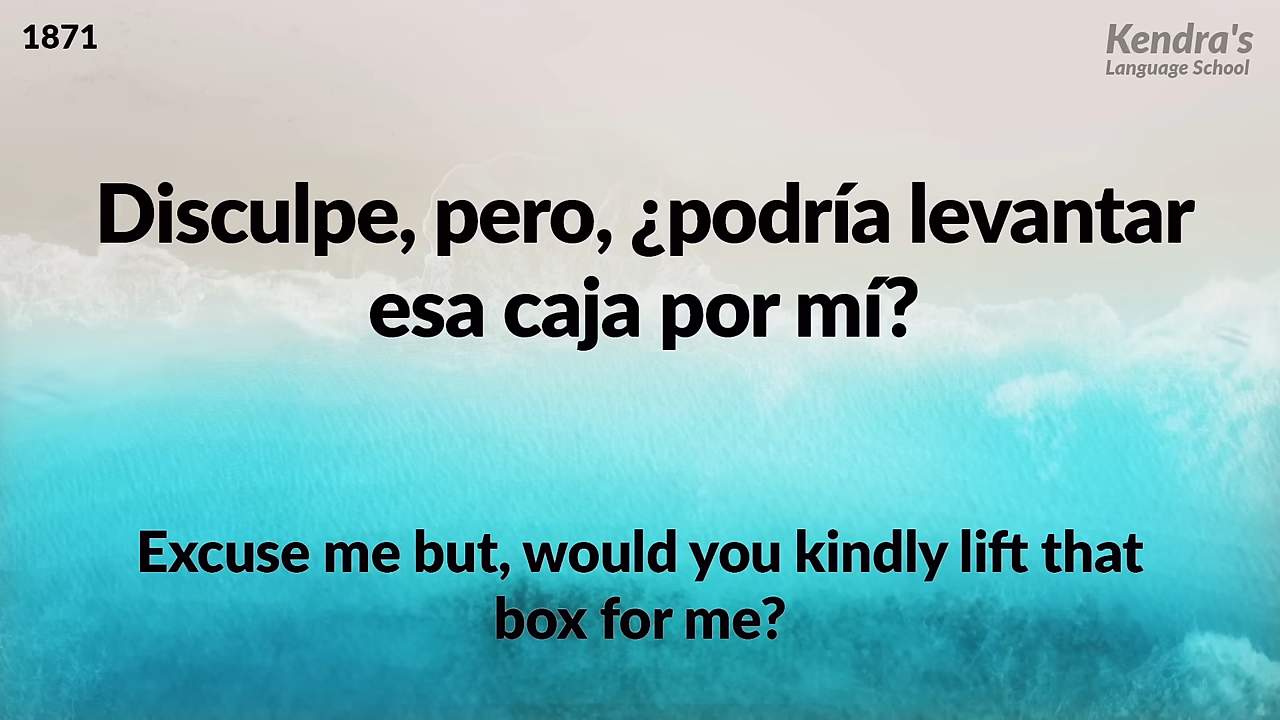 1871
Kendra's
Language School
Disculpe, pero, ¿podría levantar
esa caja por mí?
Excuse me but, would you kindly lift that
box for me?